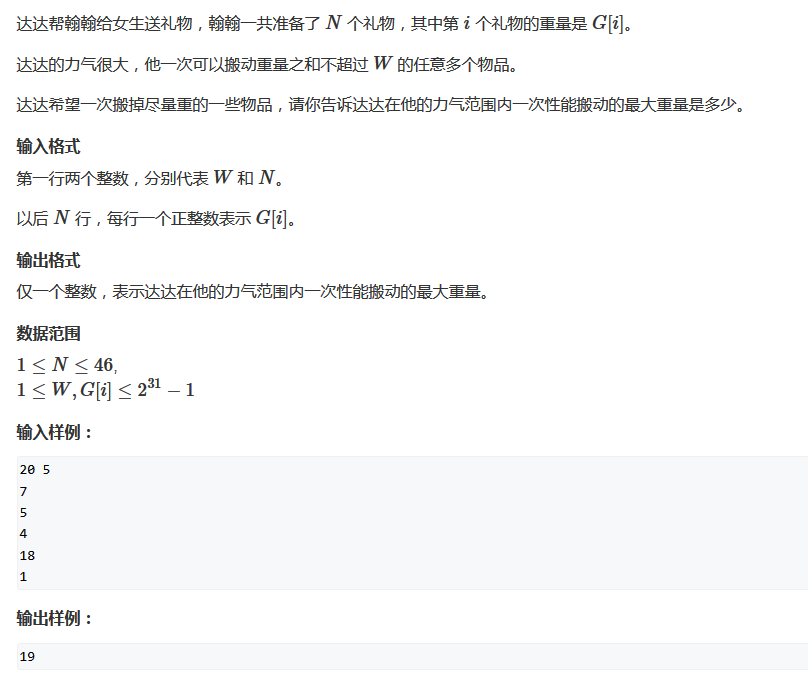 达达帮翰翰给女生送礼物，翰翰一共准备了 N 个礼物，其中第 i 个礼物的重量是 G[i]。
达达的力气很大，他一次可以搬动重量之和不超过 W 的任意多个物品。
达达希望一次搬掉尽量重的一些物品，请你告诉达达在他的力气范围内一次性能搬动的最大重量是多少。
输入格式
第一行两个整数，分别代表 W 和 N。
以后 N 行，每行一个正整数表示 G[i]。
输出格式
仅一个整数，表示达达在他的力气范围内一次性能搬动的最大重量。
数据范围
1 ≤ N ≤ 46,
1 ≤ W, G[i] ≤ 2^31 − 1
输入样例：
20 5
7
5
4
18
1
输出样例：
19